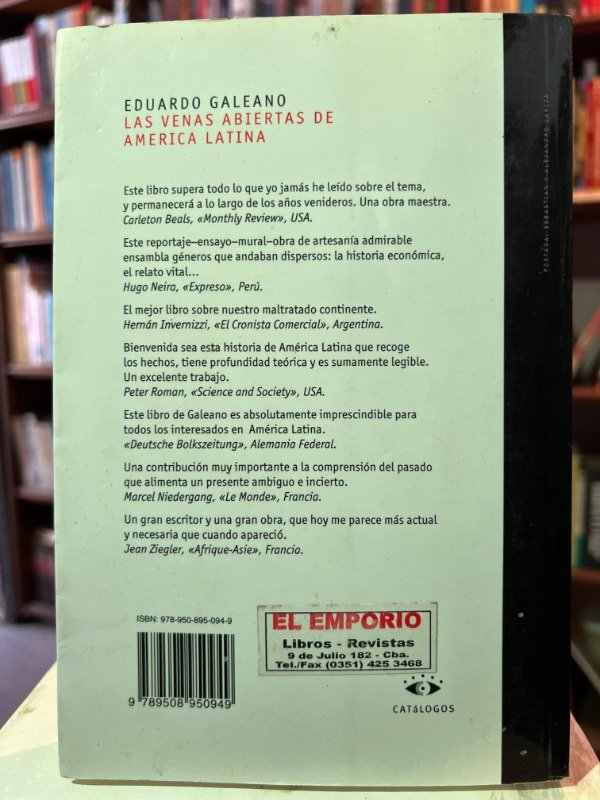 EDUARDO GALEANO
LAS VENAS ABIERTAS DE
AMERICA LATINA
Este libro supera todo lo que yo jamás he leído sobre el tema,
y permanecerá a lo largo de los años venideros. Una obra maestra.
Carleton Beals, «Monthly Review», USA.
Este reportaje–ensayo–mural–obra de artesanía admirable
ensambla géneros que andaban dispersos: la historia económica,
el relato vital...
Hugo Neira, «Expreso», Perú.
El mejor libro sobre nuestro maltratado continente.
Hernán Invernizzi, «El Cronista Comercial», Argentina.
Bienvenida sea esta historia de América Latina que recoge
los hechos, tiene profundidad teórica y es sumamente legible.
Un excelente trabajo.
Peter Roman, «Science and Society», USA.
Este libro de Galeano es absolutamente imprescindible para
todos los interesados en América Latina.
«Deutsche Bolkszeitung», Alemania Federal.
Una contribución muy importante a la comprensión del pasado
que alimenta un presente ambiguo e incierto.
Marcel Niedergang, «Le Monde», Francia.
Un gran escritor y una gran obra, que hoy me parece más actual
y necesaria que cuando apareció.
Jean Ziegler, «Afrique-Asie», Francia.
ISBN: 978-950-895-094-9
9 789508 950949
EL EMPORIO
Libros - Revistas
9 de Julio 182 - Cba.
Tel./Fax (0351) 425 3468
CATáLOGOS
PORTADA: SEBASTIAN Y ALEJANDRO GARCIA